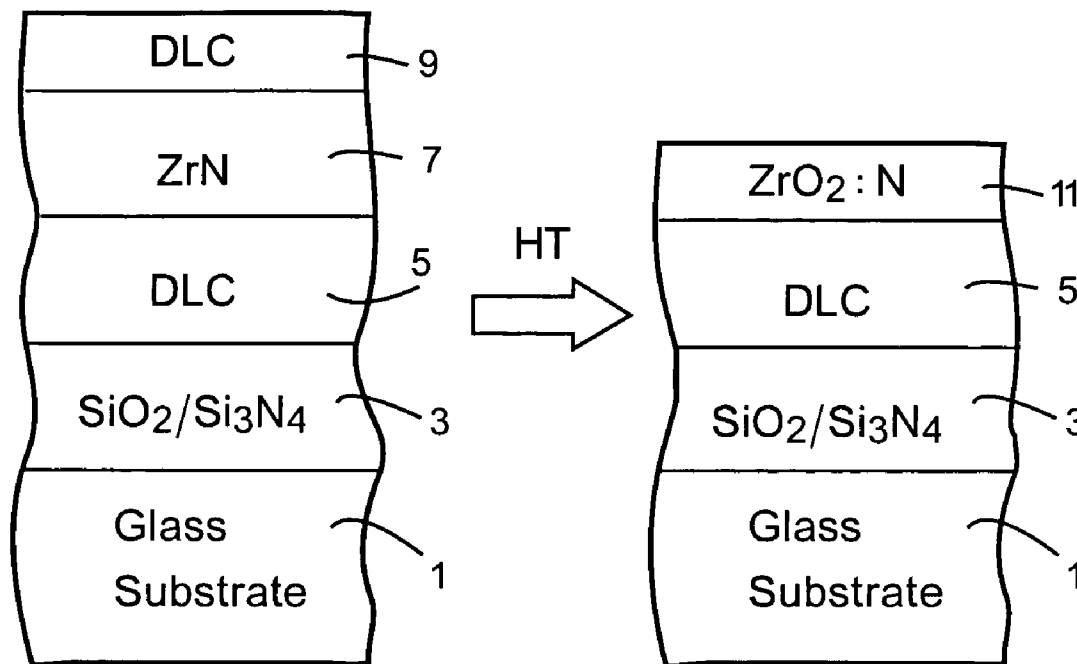 DLC
9
ZrN
7
DLC
5
SiO2/Si3N4
3
Glass
Substrate
1
HT
ZrO2 : N
11
DLC
5
SiO2/Si3N4
3
Glass
Substrate
1